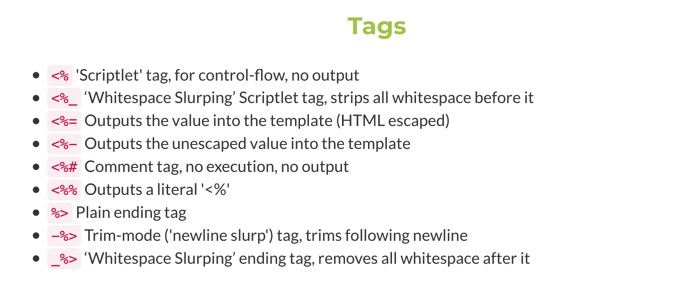 Tags
• <% 'Scriptlet' tag, for control-flow, no output
• <%_ ‘Whitespace Slurping’ Scriptlet tag, strips all whitespace before it
• <%= Outputs the value into the template (HTML escaped)
• <%- Outputs the unescaped value into the template
• <%# Comment tag, no execution, no output
• <%% Outputs a literal '<%'
• %> Plain ending tag
• -%> Trim-mode ('newline slurp') tag, trims following newline
• _%> ‘Whitespace Slurping’ ending tag, removes all whitespace after it